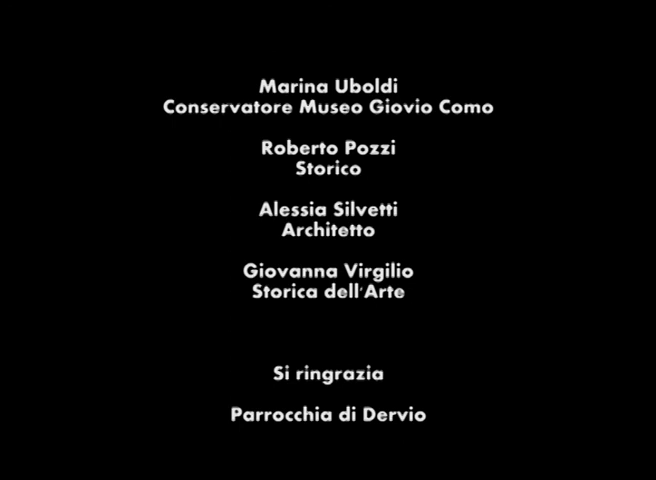 Marina Uboldi
Conservatore Museo Giovio Como
Roberto Pozzi
Storico
Alessia Silvetti
Architetto
Giovanna Virgilio
Storica dell'Arte
Si ringrazia
Parrocchia di Dervio